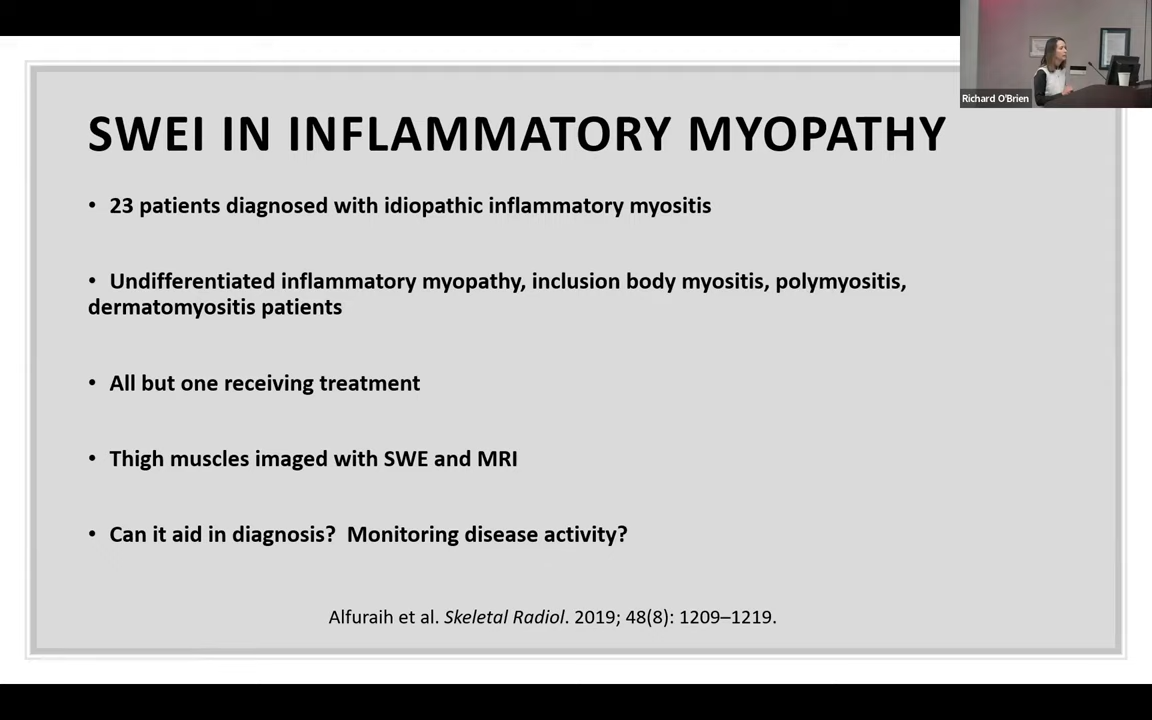 Richard O'Brien
SWEI IN INFLAMMATORY MYOPATHY
• 23 patients diagnosed with idiopathic inflammatory myositis
• Undifferentiated inflammatory myopathy, inclusion body myositis, polymyositis,
dermatomyositis patients
• All but one receiving treatment
• Thigh muscles imaged with SWE and MRI
• Can it aid in diagnosis?  Monitoring disease activity?
Alfuraih et al. Skeletal Radiol. 2019; 48(8): 1209–1219.